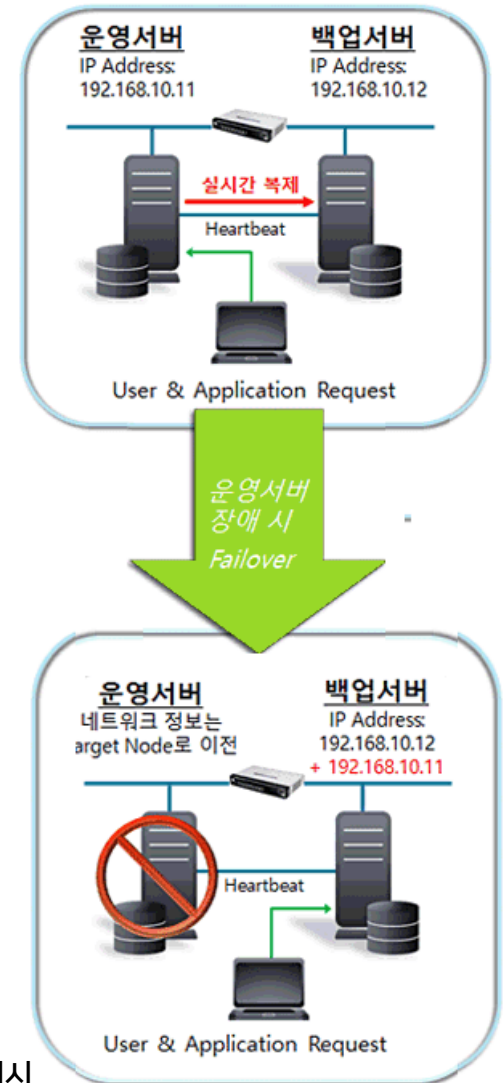 운영서버
IP Address:
192.168.10.11
백업서버
IP Address:
192.168.10.12
실시간 복제
Heartbeat
User & Application Request
운영서버
장애 시
Failover
운영서버
네트워크 정보는
arget Node로 이전
백업서버
IP Address:
192.168.10.12
+ 192.168.10.11
Heartbeat
User & Application Request
시